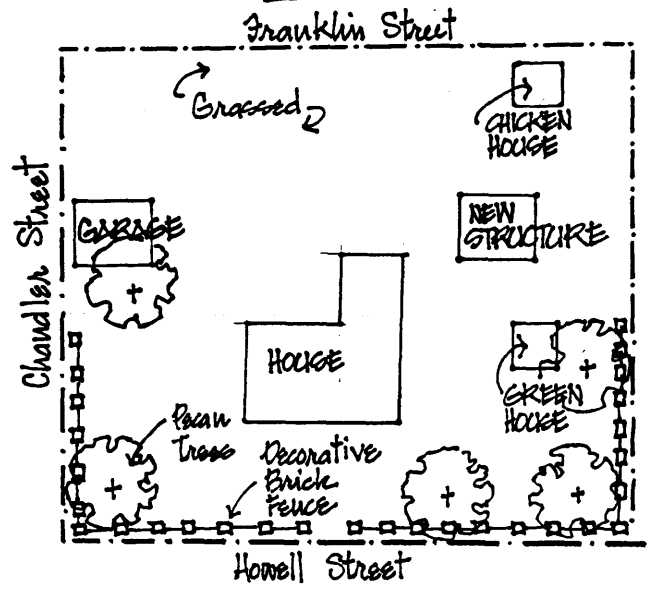 Franklin Street
Grassed
CHICKEN
HOUSE
Chandler Street
GARAGE
NEW
STRUCTURE
HOUSE
GREEN
HOUSE
Pecan
Trees
Decorative
Brick
Fence
Howell Street